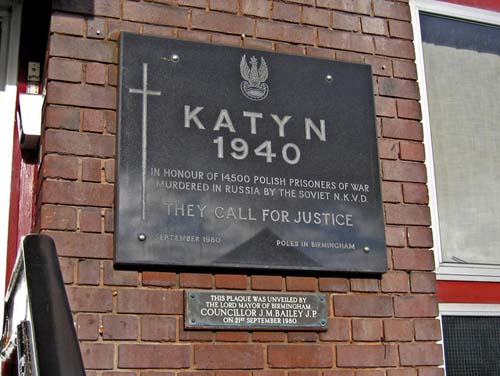 KATYN
1940
IN HONOUR OF 14,500 POLISH PRISONERS OF WAR
MURDERED IN RUSSIA BY THE SOVIET N.K.V.D.
THEY CALL FOR JUSTICE
SEPTEMBER 1980 POLES IN BIRMINGHAM
THIS PLAQUE WAS UNVEILED BY
THE LORD MAYOR OF BIRMINGHAM
COUNCILLOR J.M. BAILEY J.P.
ON 21ST SEPTEMBER 1980